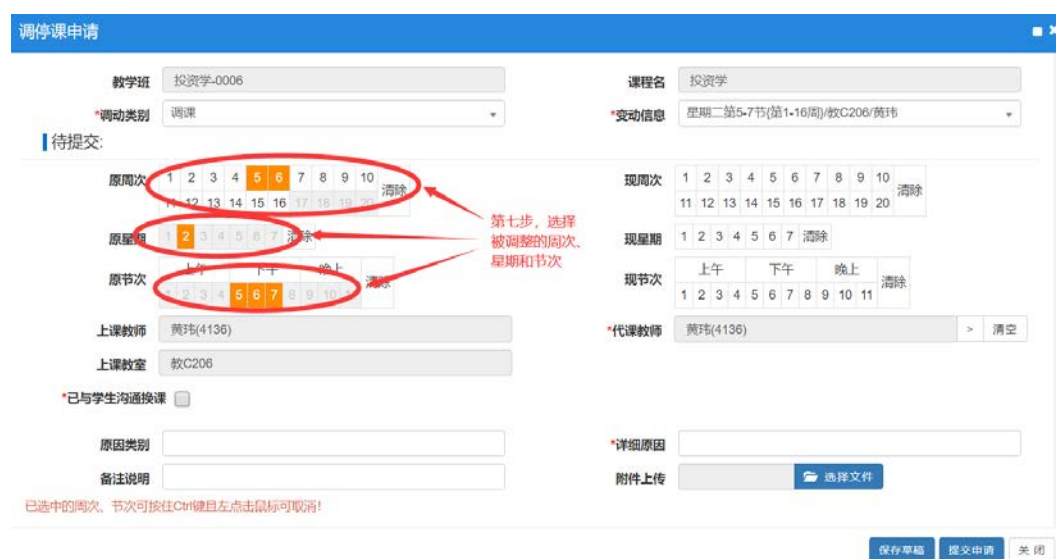 调停课申请
教学班 投资学-0006 课程名 投资学
*调动类别 调课 *变动信息 星期二第5-7节{第1-16周}/教C206/黄玮
待提交:
原周次 1 2 3 4 5 6 7 8 9 10 清除 现周次 1 2 3 4 5 6 7 8 9 10 清除
11 12 13 14 15 16 17 18 19 20 11 12 13 14 15 16 17 18 19 20
第七步，选择
被调整的周次、
星期和节次
原星期 1 2 3 4 5 6 7 清除 现星期 1 2 3 4 5 6 7 清除
上午 下午 晚上 上午 下午 晚上
原节次 1 2 3 4 5 6 7 8 9 10 清除 现节次 1 2 3 4 5 6 7 8 9 10 11 清除
上课教师 黄玮(4136) *代课教师 黄玮(4136) > 清空
上课教室 教C206
*已与学生沟通换课
原因类别 *详细原因
备注说明 附件上传 选择文件
已选中的周次、节次可按住Ctrl键且左点击鼠标可取消!
保存草稿 提交申请 关闭